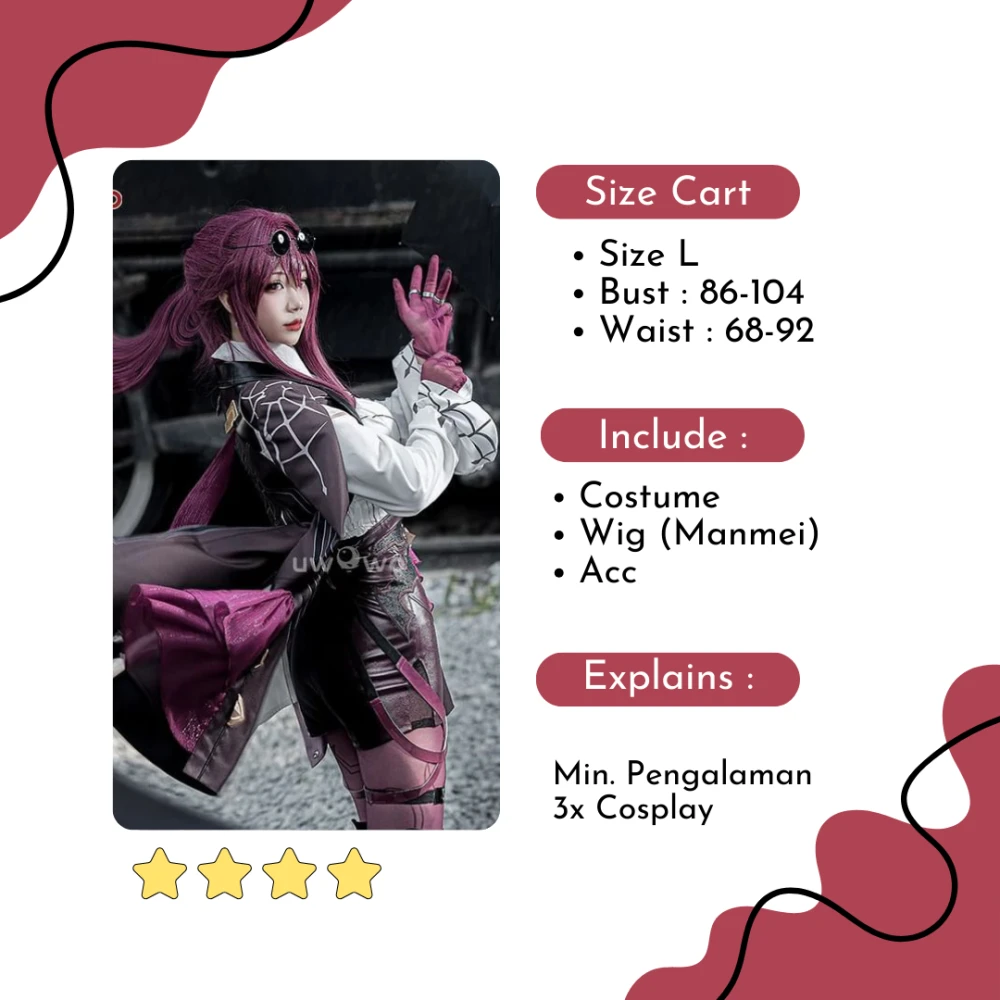 Size Cart
• Size L
• Bust : 86-104
• Waist : 68-92
Include :
• Costume
• Wig (Manmei)
• Acc
Explains :
Min. Pengalaman
3x Cosplay
uwowo